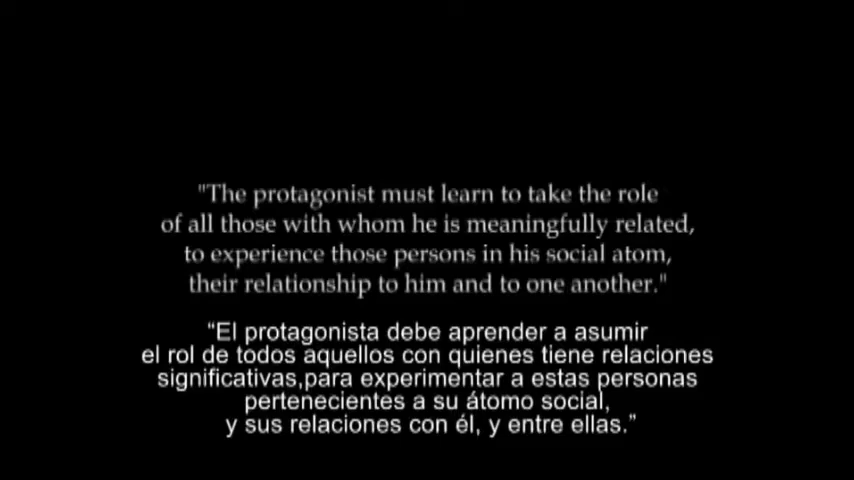 "The protagonist must learn to take the role
of all those with whom he is meaningfully related,
to experience those persons in his social atom,
their relationship to him and to one another."
“El protagonista debe aprender a asumir
el rol de todos aquellos con quienes tiene relaciones
significativas,para experimentar a estas personas
pertenecientes a su átomo social,
y sus relaciones con él, y entre ellas.”